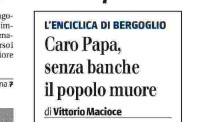 L'ENCICLICA DI BERGOGLIO
Caro Papa,
senza banche
il popolo muore
di Vittorio Macioce